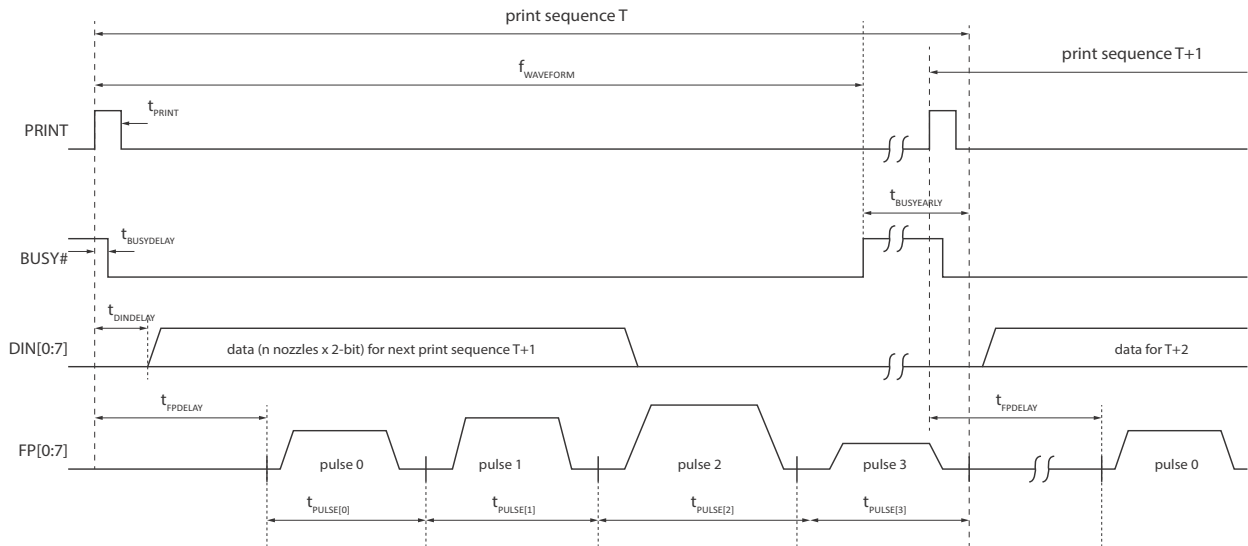 print sequence T
print sequence T+1
fWAVEFORM
tPRINT
PRINT
tBUSYEARLY
tBUSYDELAY
BUSY#
tDINDELAY
DIN[0:7]
data (n nozzles x 2-bit) for next print sequence T+1
data for T+2
tFPDELAY
tFPDELAY
FP[0:7]
pulse 0
pulse 1
pulse 2
pulse 3
pulse 0
tPULSE[0]
tPULSE[1]
tPULSE[2]
tPULSE[3]